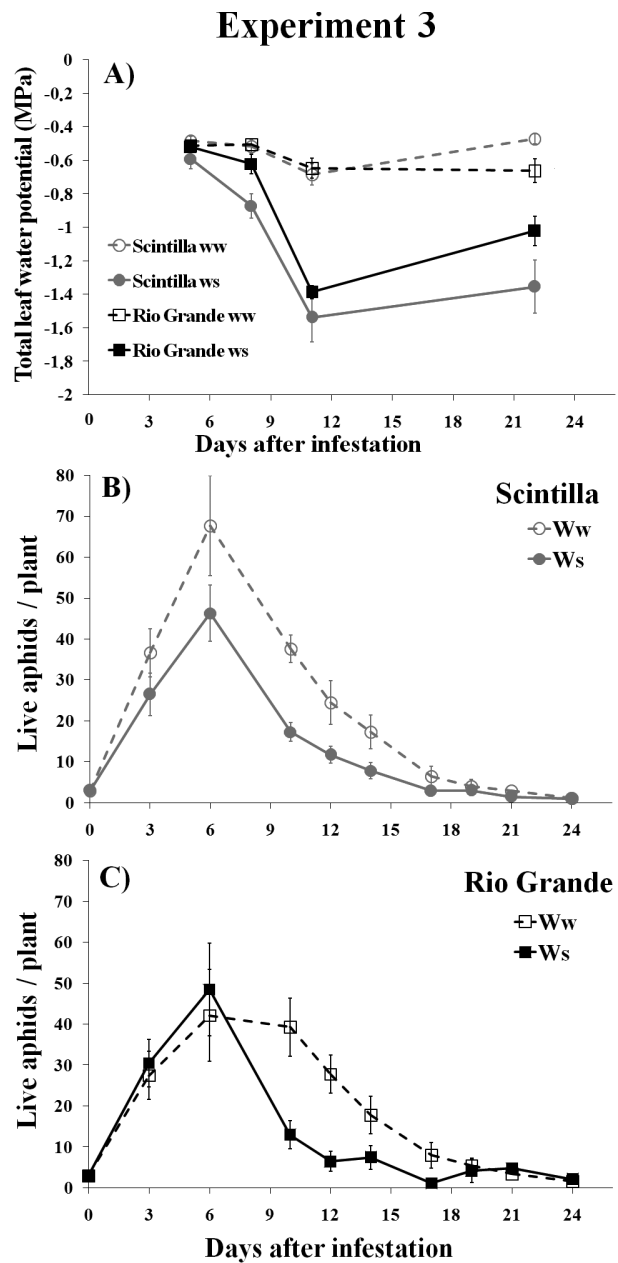 Experiment 3
A)
Total leaf water potential (MPa)
0
-0,2
-0,4
-0,6
-0,8
-1
-1,2
-1,4
-1,6
-1,8
-2
Scintilla ww
Scintilla ws
Rio Grande ww
Rio Grande ws
0 3 6 9 12 15 18 21 24
Days after infestation
B)
Scintilla
Ww
Ws
Live aphids / plant
80
70
60
50
40
30
20
10
0
0 3 6 9 12 15 18 21 24
C)
Rio Grande
Ww
Ws
Live aphids / plant
80
70
60
50
40
30
20
10
0
0 3 6 9 12 15 18 21 24
Days after infestation